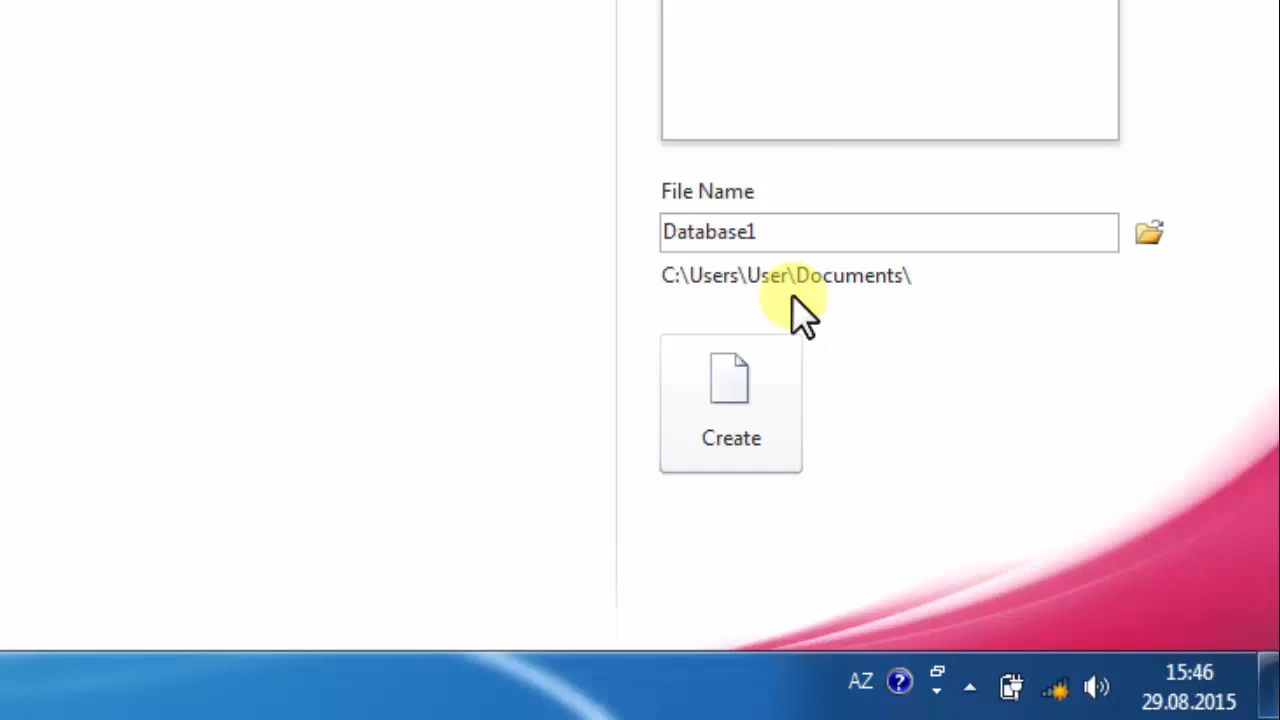 File Name
Database1
C:\Users\User\Documents\
Create
AZ
15:46
29.08.2015